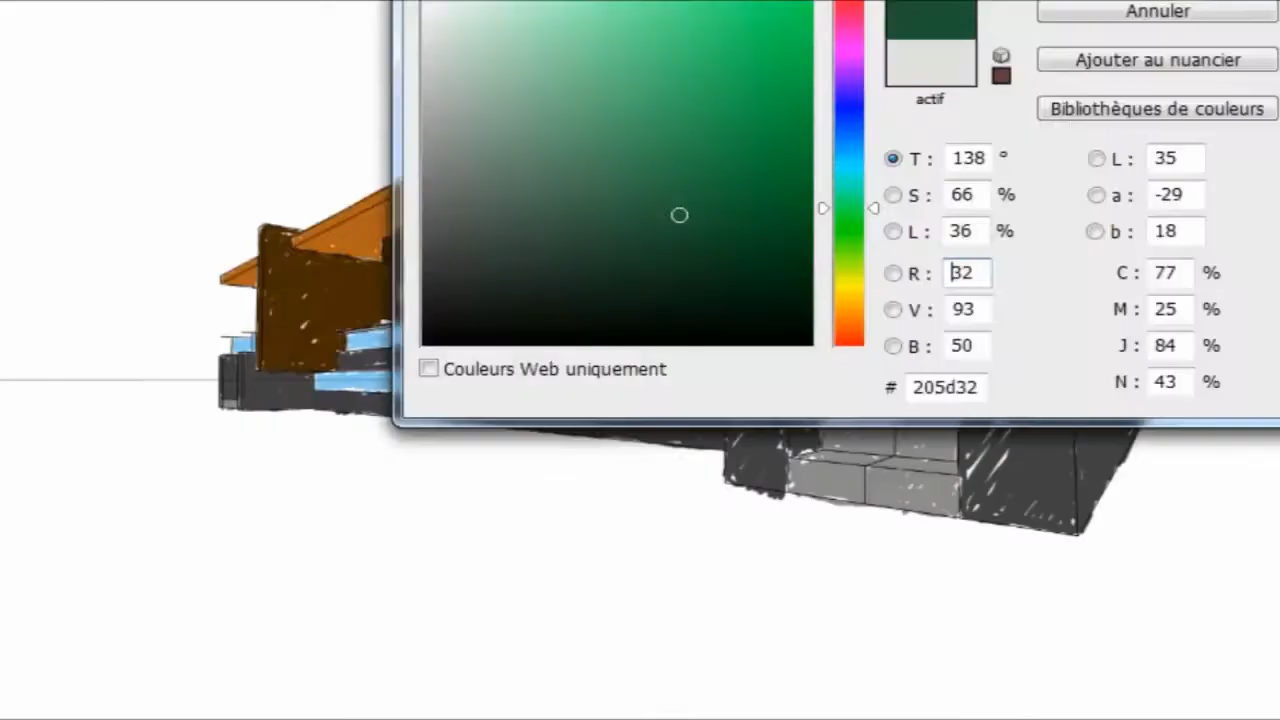 Annuler
Ajouter au nuancier
actif
Bibliothèques de couleurs
T : 138 ° L : 35
S : 66 % a : -29
L : 36 % b : 18
R : 32 C : 77 %
V : 93 M : 25 %
B : 50 J : 84 %
Couleurs Web uniquement
# 205d32 N : 43 %